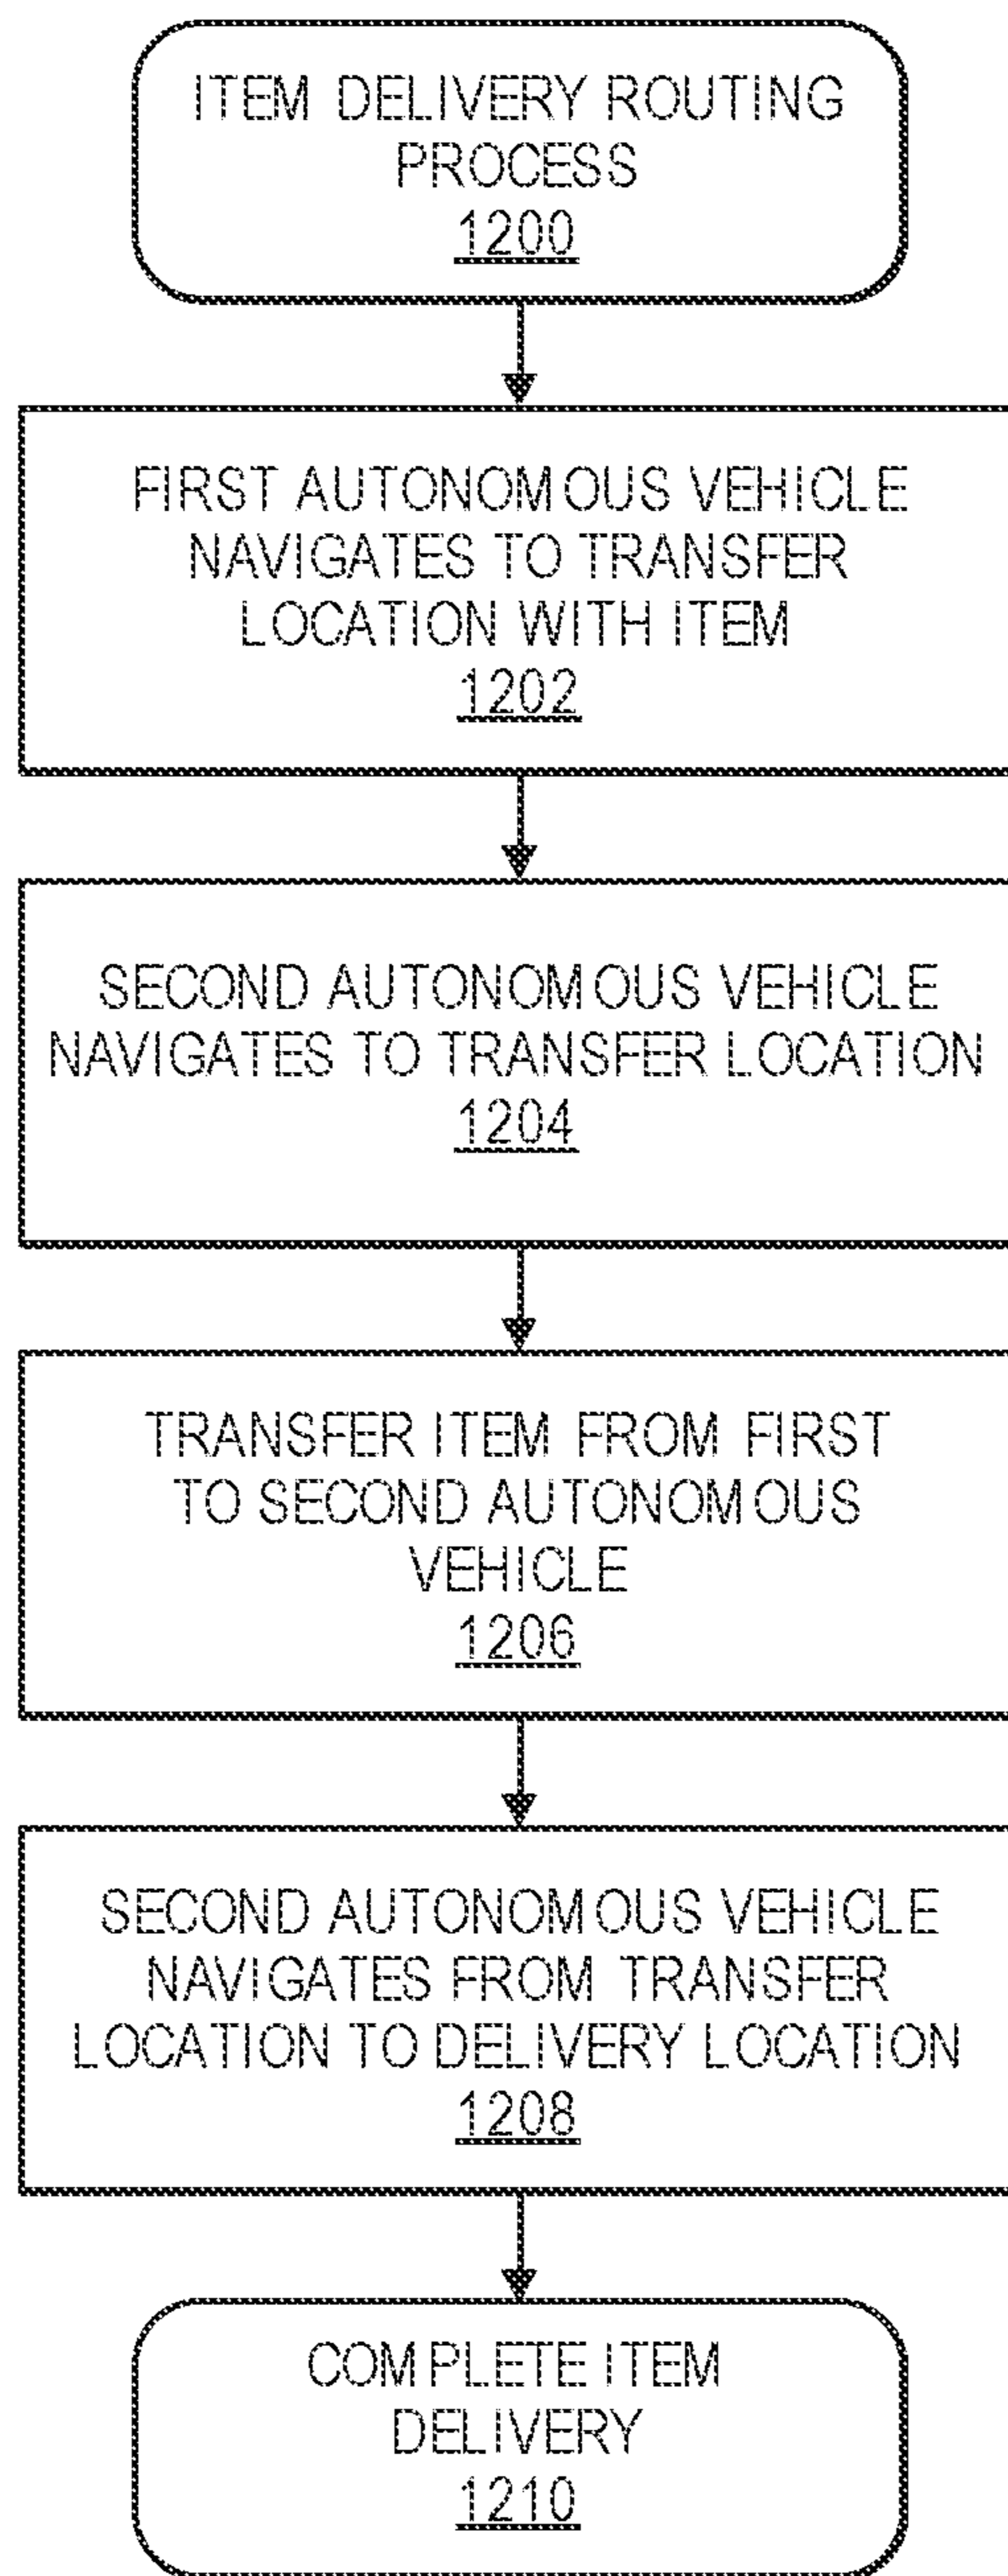 ITEM DELIVERY ROUTING
PROCESS
1200
FIRST AUTONOMOUS VEHICLE
NAVIGATES TO TRANSFER
LOCATION WITH ITEM
1202
SECOND AUTONOMOUS VEHICLE
NAVIGATES TO TRANSFER LOCATION
1204
TRANSFER ITEM FROM FIRST
TO SECOND AUTONOMOUS
VEHICLE
1206
SECOND AUTONOMOUS VEHICLE
NAVIGATES FROM TRANSFER
LOCATION TO DELIVERY LOCATION
1208
COMPLETE ITEM
DELIVERY
1210